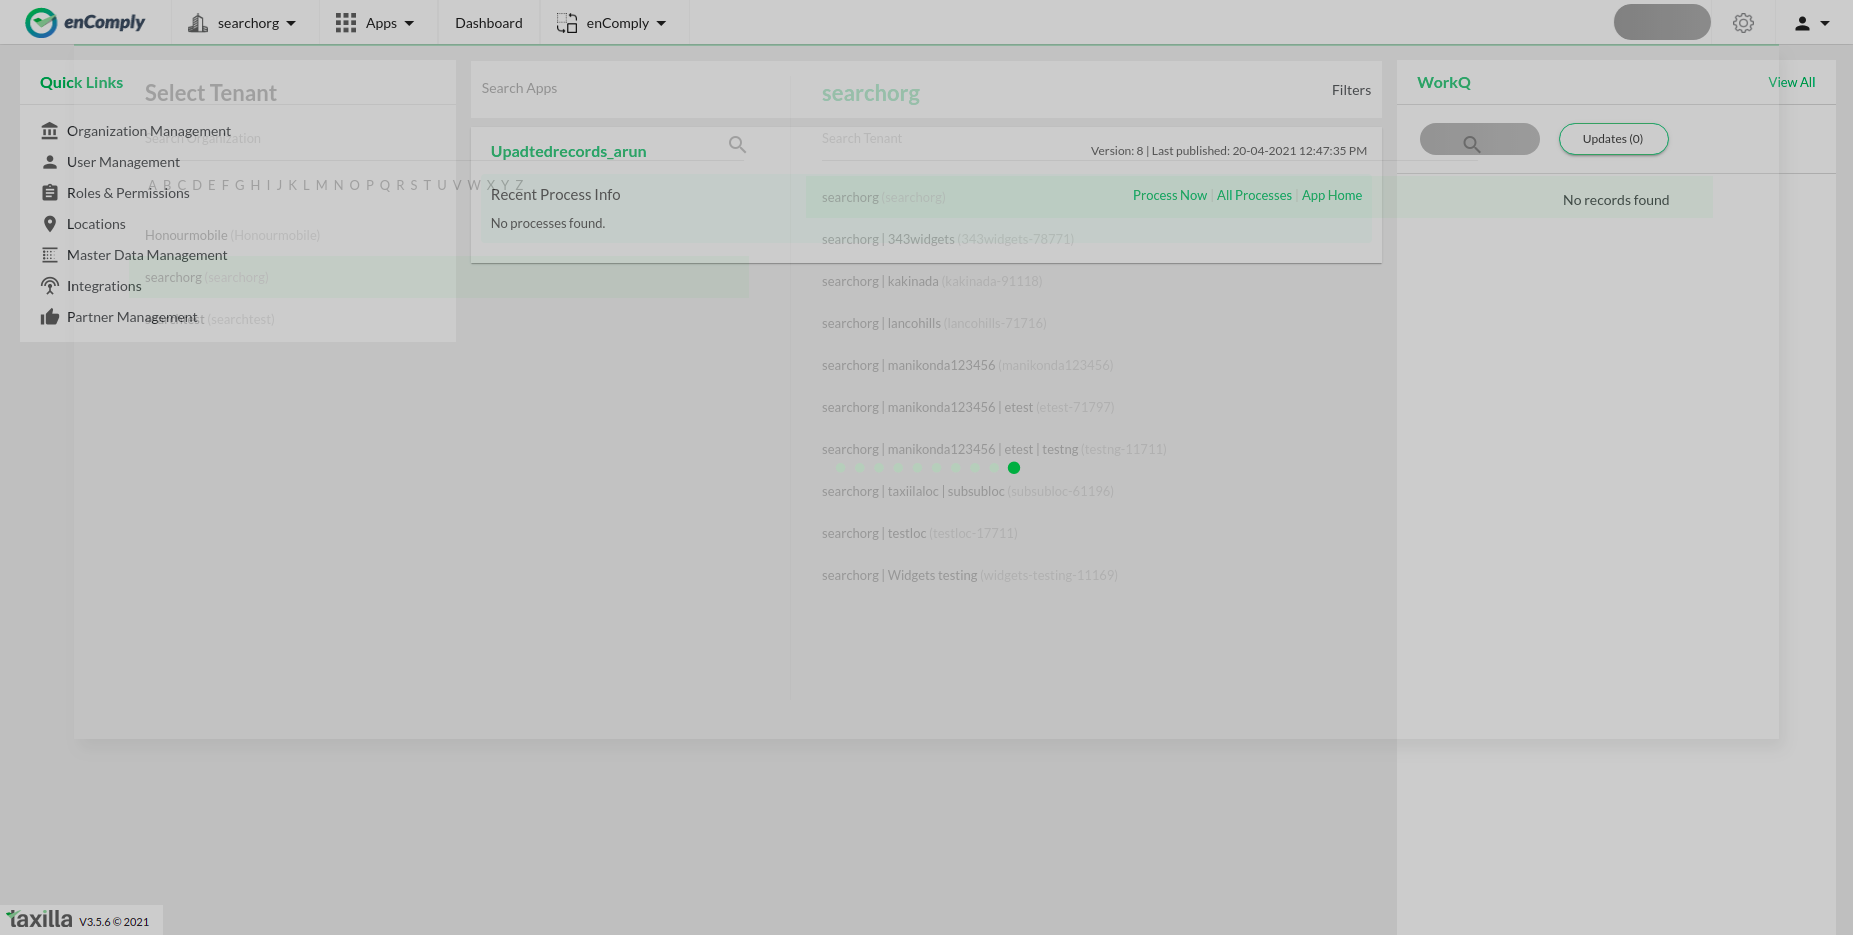 enComply
searchorg
Apps
Dashboard
enComply
Quick Links
Organization Management
User Management
Roles & Permissions
Locations
Master Data Management
Integrations
Partner Management
Select Tenant
Search Organization
A B C D E F G H I J K L M N O P Q R S T U V W X Y Z
Honourmobile (Honourmobile)
searchorg (searchorg)
searchtest (searchtest)
Search Apps
Filters
Upadtedrecords_arun
Version: 8 | Last published: 20-04-2021 12:47:35 PM
Recent Process Info
Process Now | All Processes | App Home
No processes found.
searchorg
Search Tenant
searchorg (searchorg)
searchorg | 343widgets (343widgets-78771)
searchorg | kakinada (kakinada-91118)
searchorg | lancohills (lancohills-71716)
searchorg | manikonda123456 (manikonda123456)
searchorg | manikonda123456 | etest (etest-71797)
searchorg | manikonda123456 | etest | testng (testng-11711)
searchorg | taxiilaloc | subsubloc (subsubloc-61196)
searchorg | testloc (testloc-17711)
searchorg | Widgets testing (widgets-testing-11169)
WorkQ
View All
Updates (0)
No records found
taxilla V3.5.6 © 2021